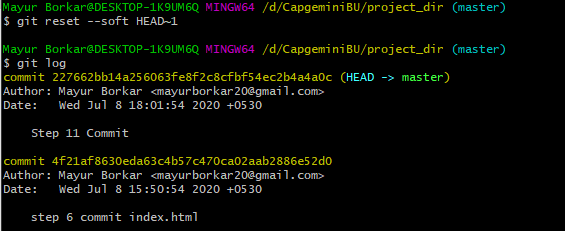 Mayur Borkar@DESKTOP-1K9UM6Q MINGW64 /d/CapgeminiBU/project_dir (master)
$ git reset --soft HEAD~1
Mayur Borkar@DESKTOP-1K9UM6Q MINGW64 /d/CapgeminiBU/project_dir (master)
$ git log
commit 227662bb14a256063fe8f2c8cfbf54ec2b4a4a0c (HEAD -> master)
Author: Mayur Borkar <mayurborkar20@gmail.com>
Date:   Wed Jul 8 18:01:54 2020 +0530
Step 11 Commit
commit 4f21af8630eda63c4b57c470ca02aab2886e52d0
Author: Mayur Borkar <mayurborkar20@gmail.com>
Date:   Wed Jul 8 15:50:54 2020 +0530
step 6 commit index.html